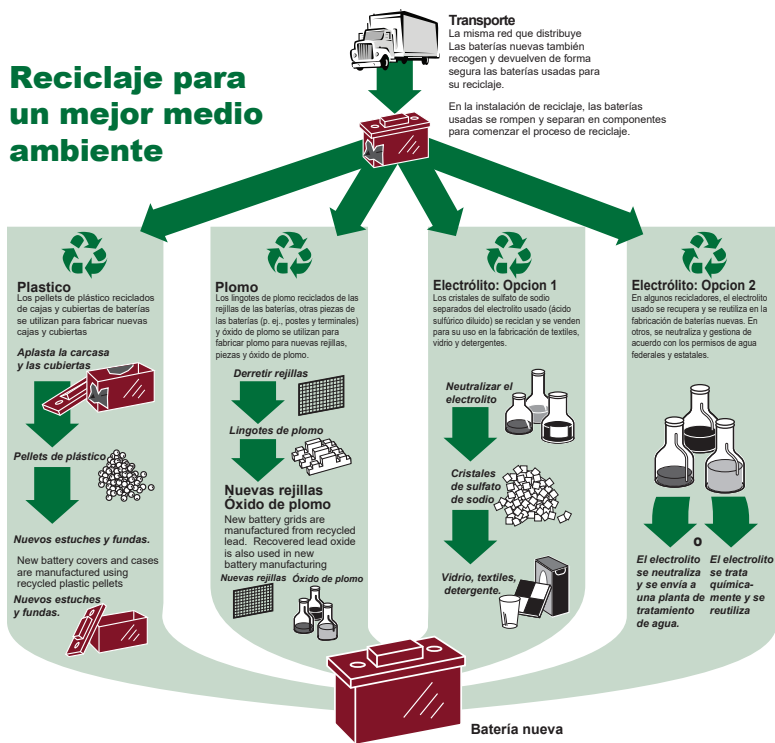 Reciclaje para
un mejor medio
ambiente
Transporte
La misma red que distribuye
Las baterías nuevas también
recogen y devuelven de forma
segura las baterías usadas para
su reciclaje.
En la instalación de reciclaje, las baterías
usadas se rompen y separan en componentes
para comenzar el proceso de reciclaje.
Plastico
Los pellets de plástico reciclados
de cajas y cubiertas de baterías
se utilizan para fabricar nuevas
cajas y cubiertas
Aplasta la carcasa
y las cubiertas
Pellets de plástico
Nuevos estuches y fundas.
New battery covers and cases
are manufactured using
recycled plastic pellets
Nuevos estuches
y fundas.
Plomo
Los lingotes de plomo reciclados de las
rejillas de las baterías, otras piezas de
las baterías (p. ej., postes y terminales)
y óxido de plomo se utilizan para
fabricar plomo para nuevas rejillas,
piezas y óxido de plomo.
Derretir rejillas
Lingotes de plomo
Nuevas rejillas
Óxido de plomo
New battery grids are
manufactured from recycled
lead. Recovered lead oxide
is also used in new
battery manufacturing
Nuevas rejillas
Óxido de plomo
Electrólito: Opcion 1
Los cristales de sulfato de sodio
separados del electrolito usado (ácido
sulfúrico diluido) se reciclan y se venden
para su uso en la fabricación de textiles,
vidrio y detergentes.
Neutralizar el
electrolito
Cristales
de sulfato
de sodio
Vidrio, textiles,
detergente.
Electrólito: Opcion 2
En algunos recicladores, el electrolito
usado se recupera y se reutiliza en la
fabricación de baterías nuevas. En
otros, se neutraliza y gestiona de
acuerdo con los permisos de agua
federales y estatales.
o
El electrolito
se neutraliza
y se envía a
una planta de
tratamiento
de agua.
El electrolito
se trata
química-
mente y se
reutiliza
Batería nueva